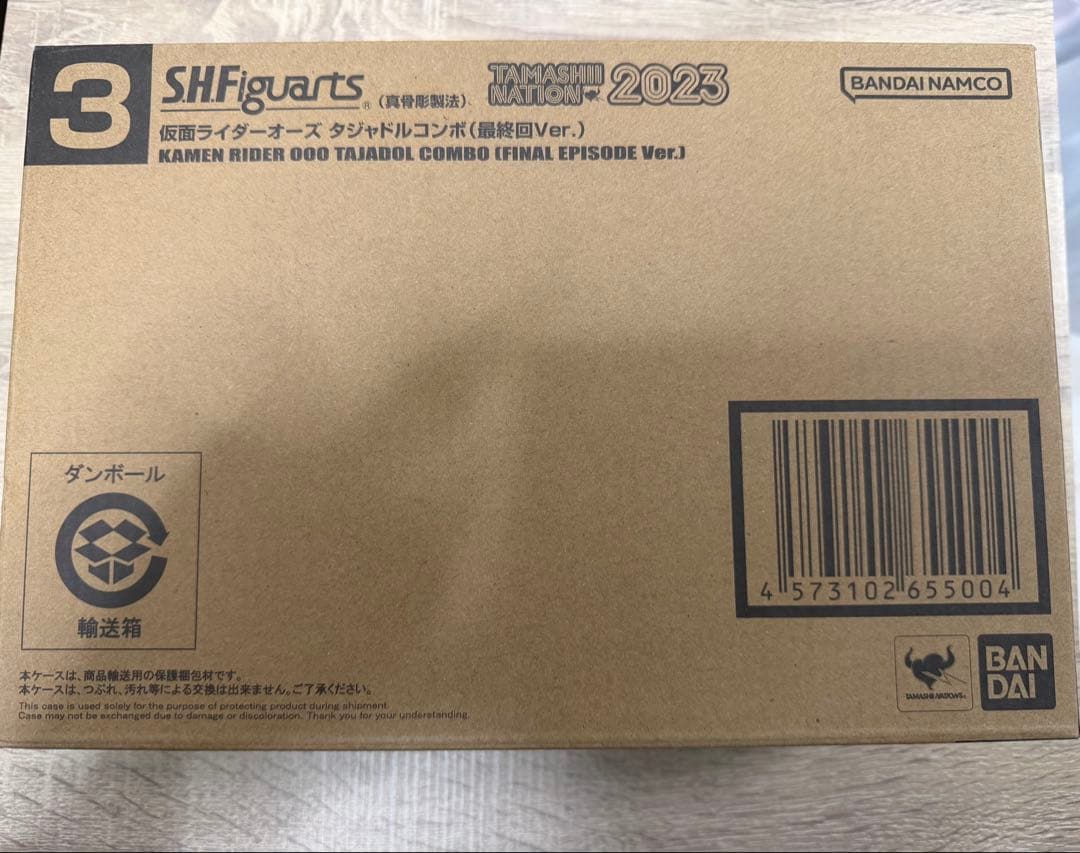 3
S.H.Figuarts® (真骨彫製法) TAMASHII NATION 2023 BANDAI NAMCO
仮面ライダーオーズ タジャドルコンボ(最終回Ver.)
KAMEN RIDER OOO TAJADOL COMBO (FINAL EPISODE Ver.)
ダンボール
輸送箱
4 573102 655004
本ケースは、商品輸送用の保護梱包材です。
本ケースは、つぶれ、汚れ等による交換は出来ません。ご了承ください。
This case is used solely for the purpose of protecting product during shipment.
Case may not be exchanged due to damage or discoloration. Thank you for your understanding.
TAMASHII NATIONS
BAN
DAI